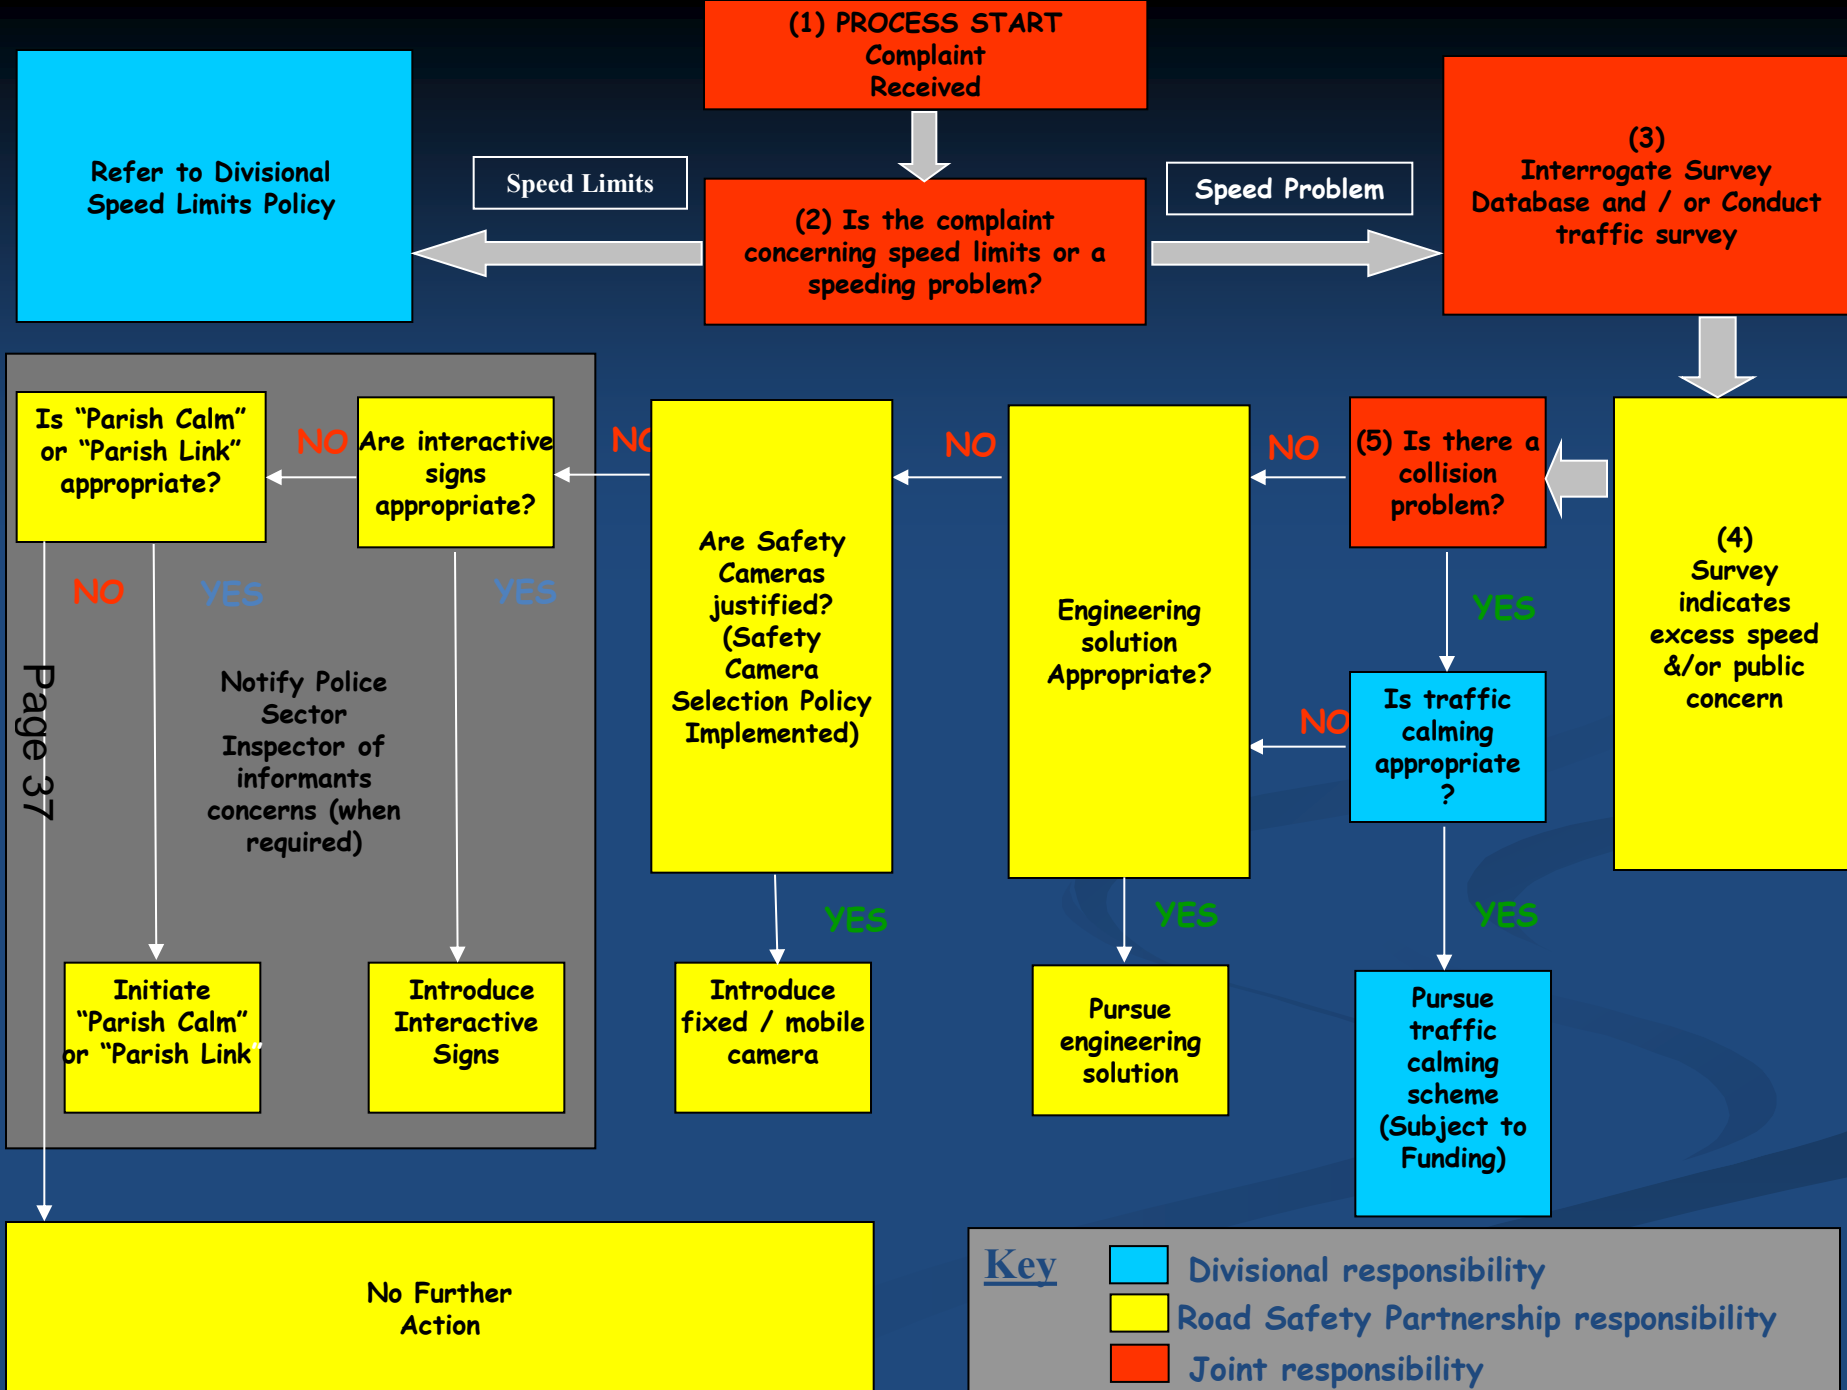 (1) PROCESS START
Complaint
Received
Refer to Divisional
Speed Limits Policy
Speed Limits
(2) Is the complaint
concerning speed limits or a
speeding problem?
Speed Problem
(3)
Interrogate Survey
Database and / or Conduct
traffic survey
Is “Parish Calm”
or “Parish Link”
appropriate?
NO
Are interactive
signs
appropriate?
NO
Are Safety
Cameras
justified?
(Safety
Camera
Selection Policy
Implemented)
NO
Engineering
solution
Appropriate?
NO
(5) Is there a
collision
problem?
(4)
Survey
indicates
excess speed
&/or public
concern
NO
YES
YES
YES
Page 37
Notify Police
Sector
Inspector of
informants
concerns (when
required)
NO
Is traffic
calming
appropriate
?
YES
YES
YES
Initiate
“Parish Calm”
or “Parish Link”
Introduce
Interactive
Signs
Introduce
fixed / mobile
camera
Pursue
engineering
solution
Pursue
traffic
calming
scheme
(Subject to
Funding)
No Further
Action
Key
Divisional responsibility
Road Safety Partnership responsibility
Joint responsibility